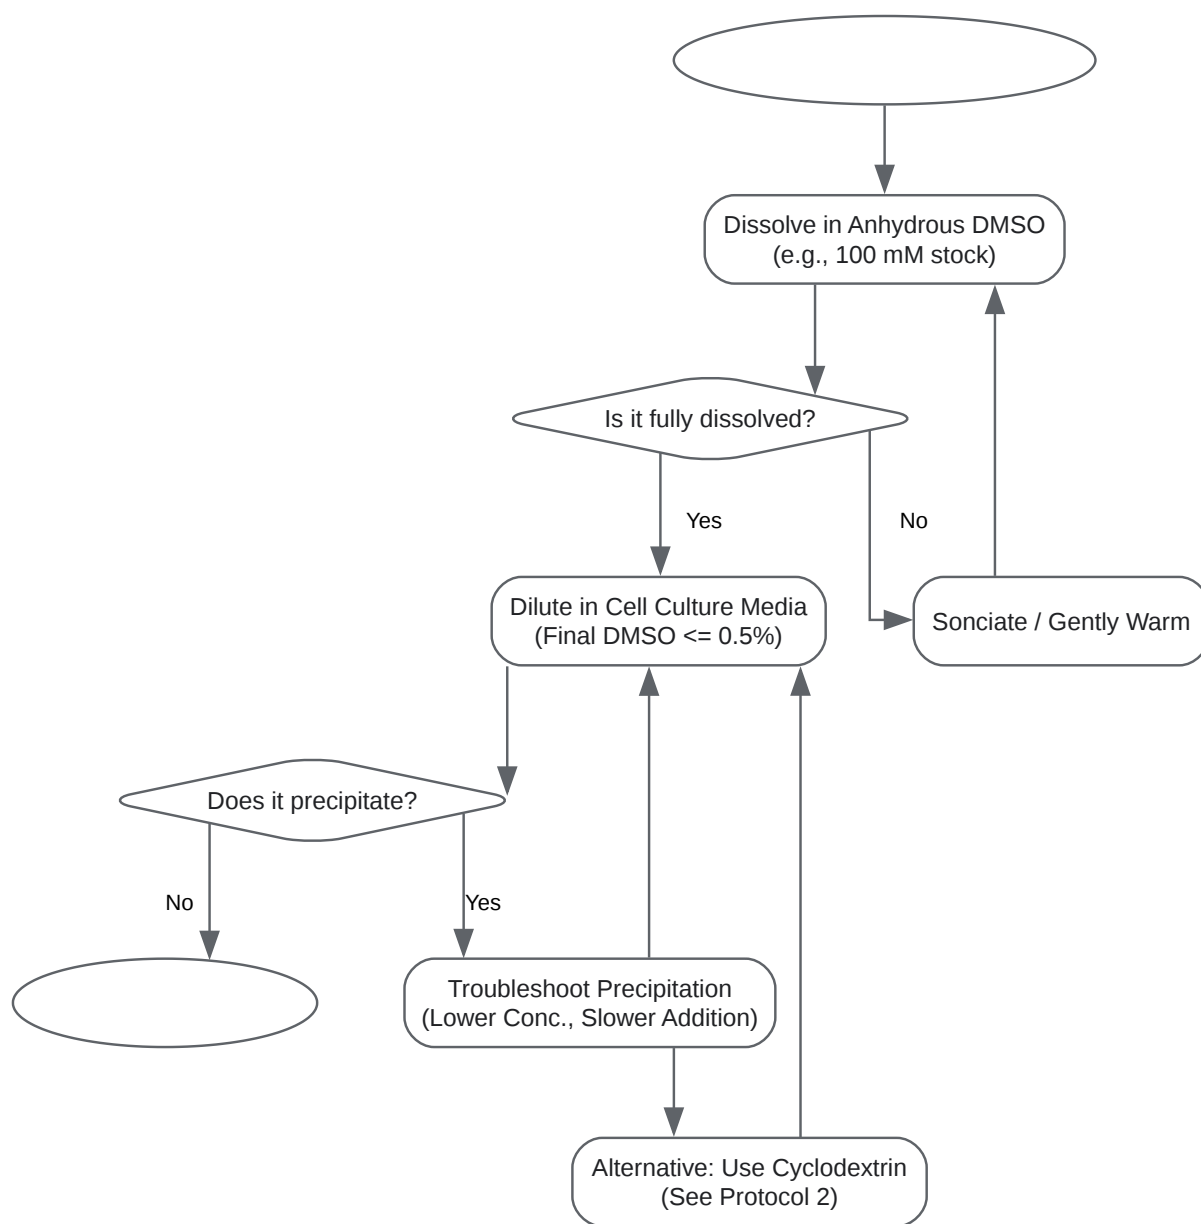 Dissolve in Anhydrous DMSO
(e.g., 100 mM stock)
Is it fully dissolved?
Yes
No
Dilute in Cell Culture Media
(Final DMSO <= 0.5%)
Sonciate / Gently Warm
Does it precipitate?
No
Yes
Troubleshoot Precipitation
(Lower Conc., Slower Addition)
Alternative: Use Cyclodextrin
(See Protocol 2)